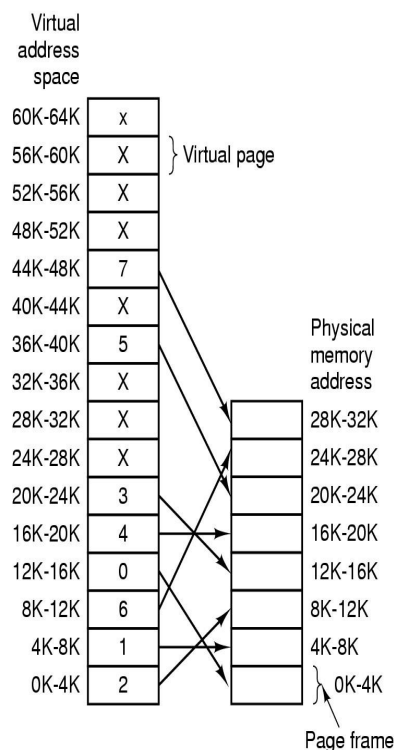 Virtual
address
space
60K-64K x
56K-60K X } Virtual page
52K-56K X
48K-52K X
44K-48K 7
40K-44K X
36K-40K 5
Physical
memory
address
32K-36K X
28K-32K X 28K-32K
24K-28K X 24K-28K
20K-24K 3 20K-24K
16K-20K 4 16K-20K
12K-16K 0 12K-16K
8K-12K 6 8K-12K
4K-8K 1 4K-8K
0K-4K 2 } 0K-4K
Page frame